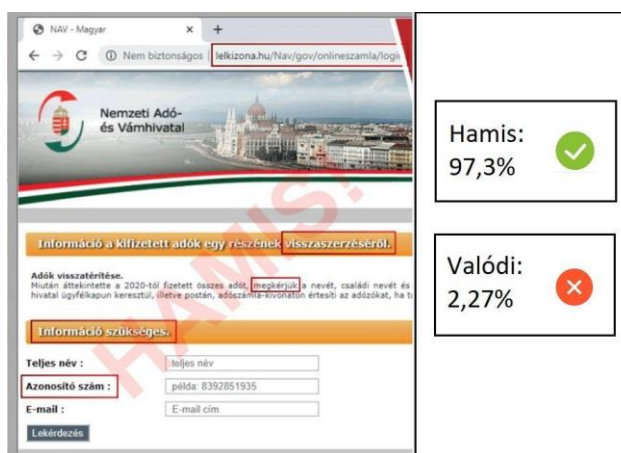 NAV - Magyar
Nem biztonságos | lelkizona.hu/Nav/gov/onlineszamla/logi
Nemzeti Adó-
és Vámhivatal
Információ a kifizetett adók egy részének visszaszerzéséről.
Adók visszatérítése.
Miután áttekintette a 2020-tól fizetett összes adót, megkérjük a nevét, családi nevét és
hivatal ügyfélkapun keresztül, illetve postán, adószámla-kivonaton értesíti az adózókat, ha
HAMIS!
Információ szükséges.
Teljes név : teljes név
Azonosító szám : példa: 8392851935
E-mail : E-mail cím
Lekérdezés
Hamis:
97,3%
Valódi:
2,27%